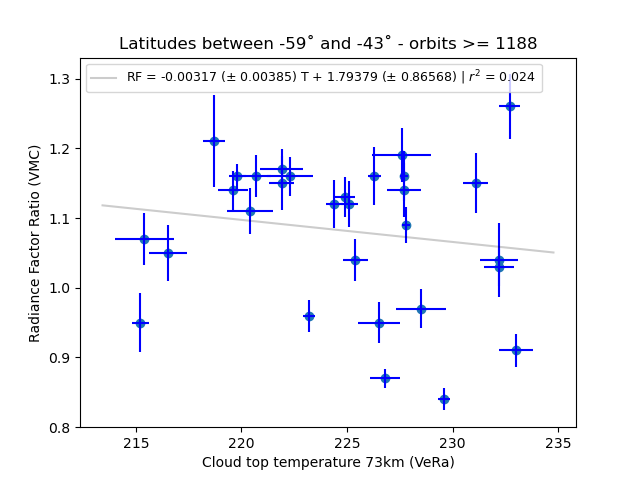 Latitudes between -59˚ and -43˚ - orbits >= 1188
RF = -0.00317 (± 0.00385) T + 1.79379 (± 0.86568) | r² = 0.024
1.3
1.2
1.1
1.0
0.9
0.8
Radiance Factor Ratio (VMC)
215 220 225 230 235
Cloud top temperature 73km (VeRa)